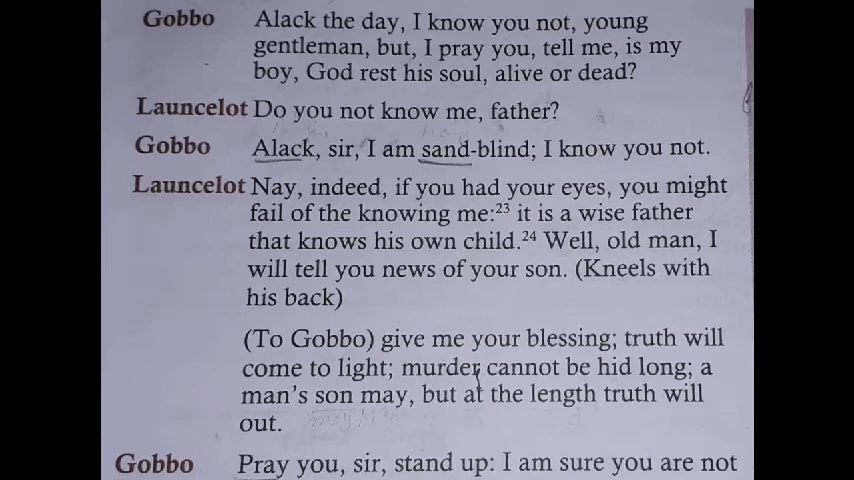 Gobbo Alack the day, I know you not, young
gentleman, but, I pray you, tell me, is my
boy, God rest his soul, alive or dead?
Launcelot Do you not know me, father?
Gobbo Alack, sir, I am sand-blind; I know you not.
Launcelot Nay, indeed, if you had your eyes, you might
fail of the knowing me:²³ it is a wise father
that knows his own child.²⁴ Well, old man, I
will tell you news of your son. (Kneels with
his back)
(To Gobbo) give me your blessing; truth will
come to light; murder cannot be hid long; a
man's son may, but at the length truth will
out.
Gobbo Pray you, sir, stand up: I am sure you are not